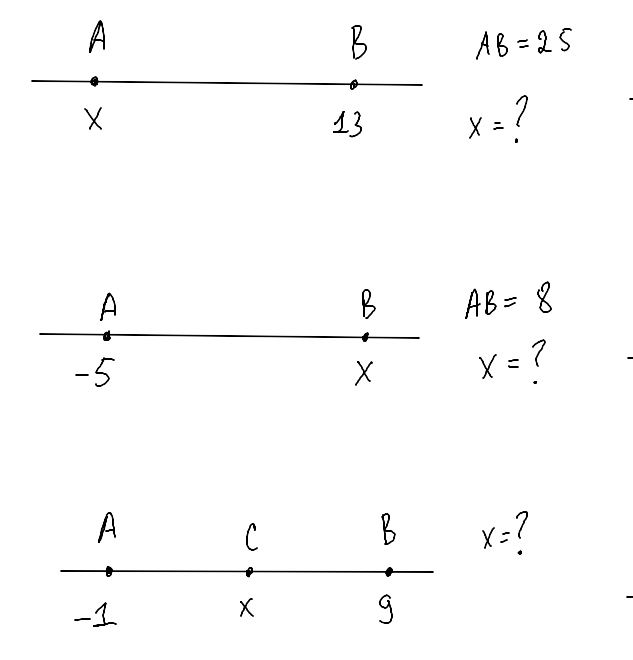 A B AB = 25
x 13 x = ?
A B AB = 8
-5 x x = ?
A C B x = ?
-1 x 9